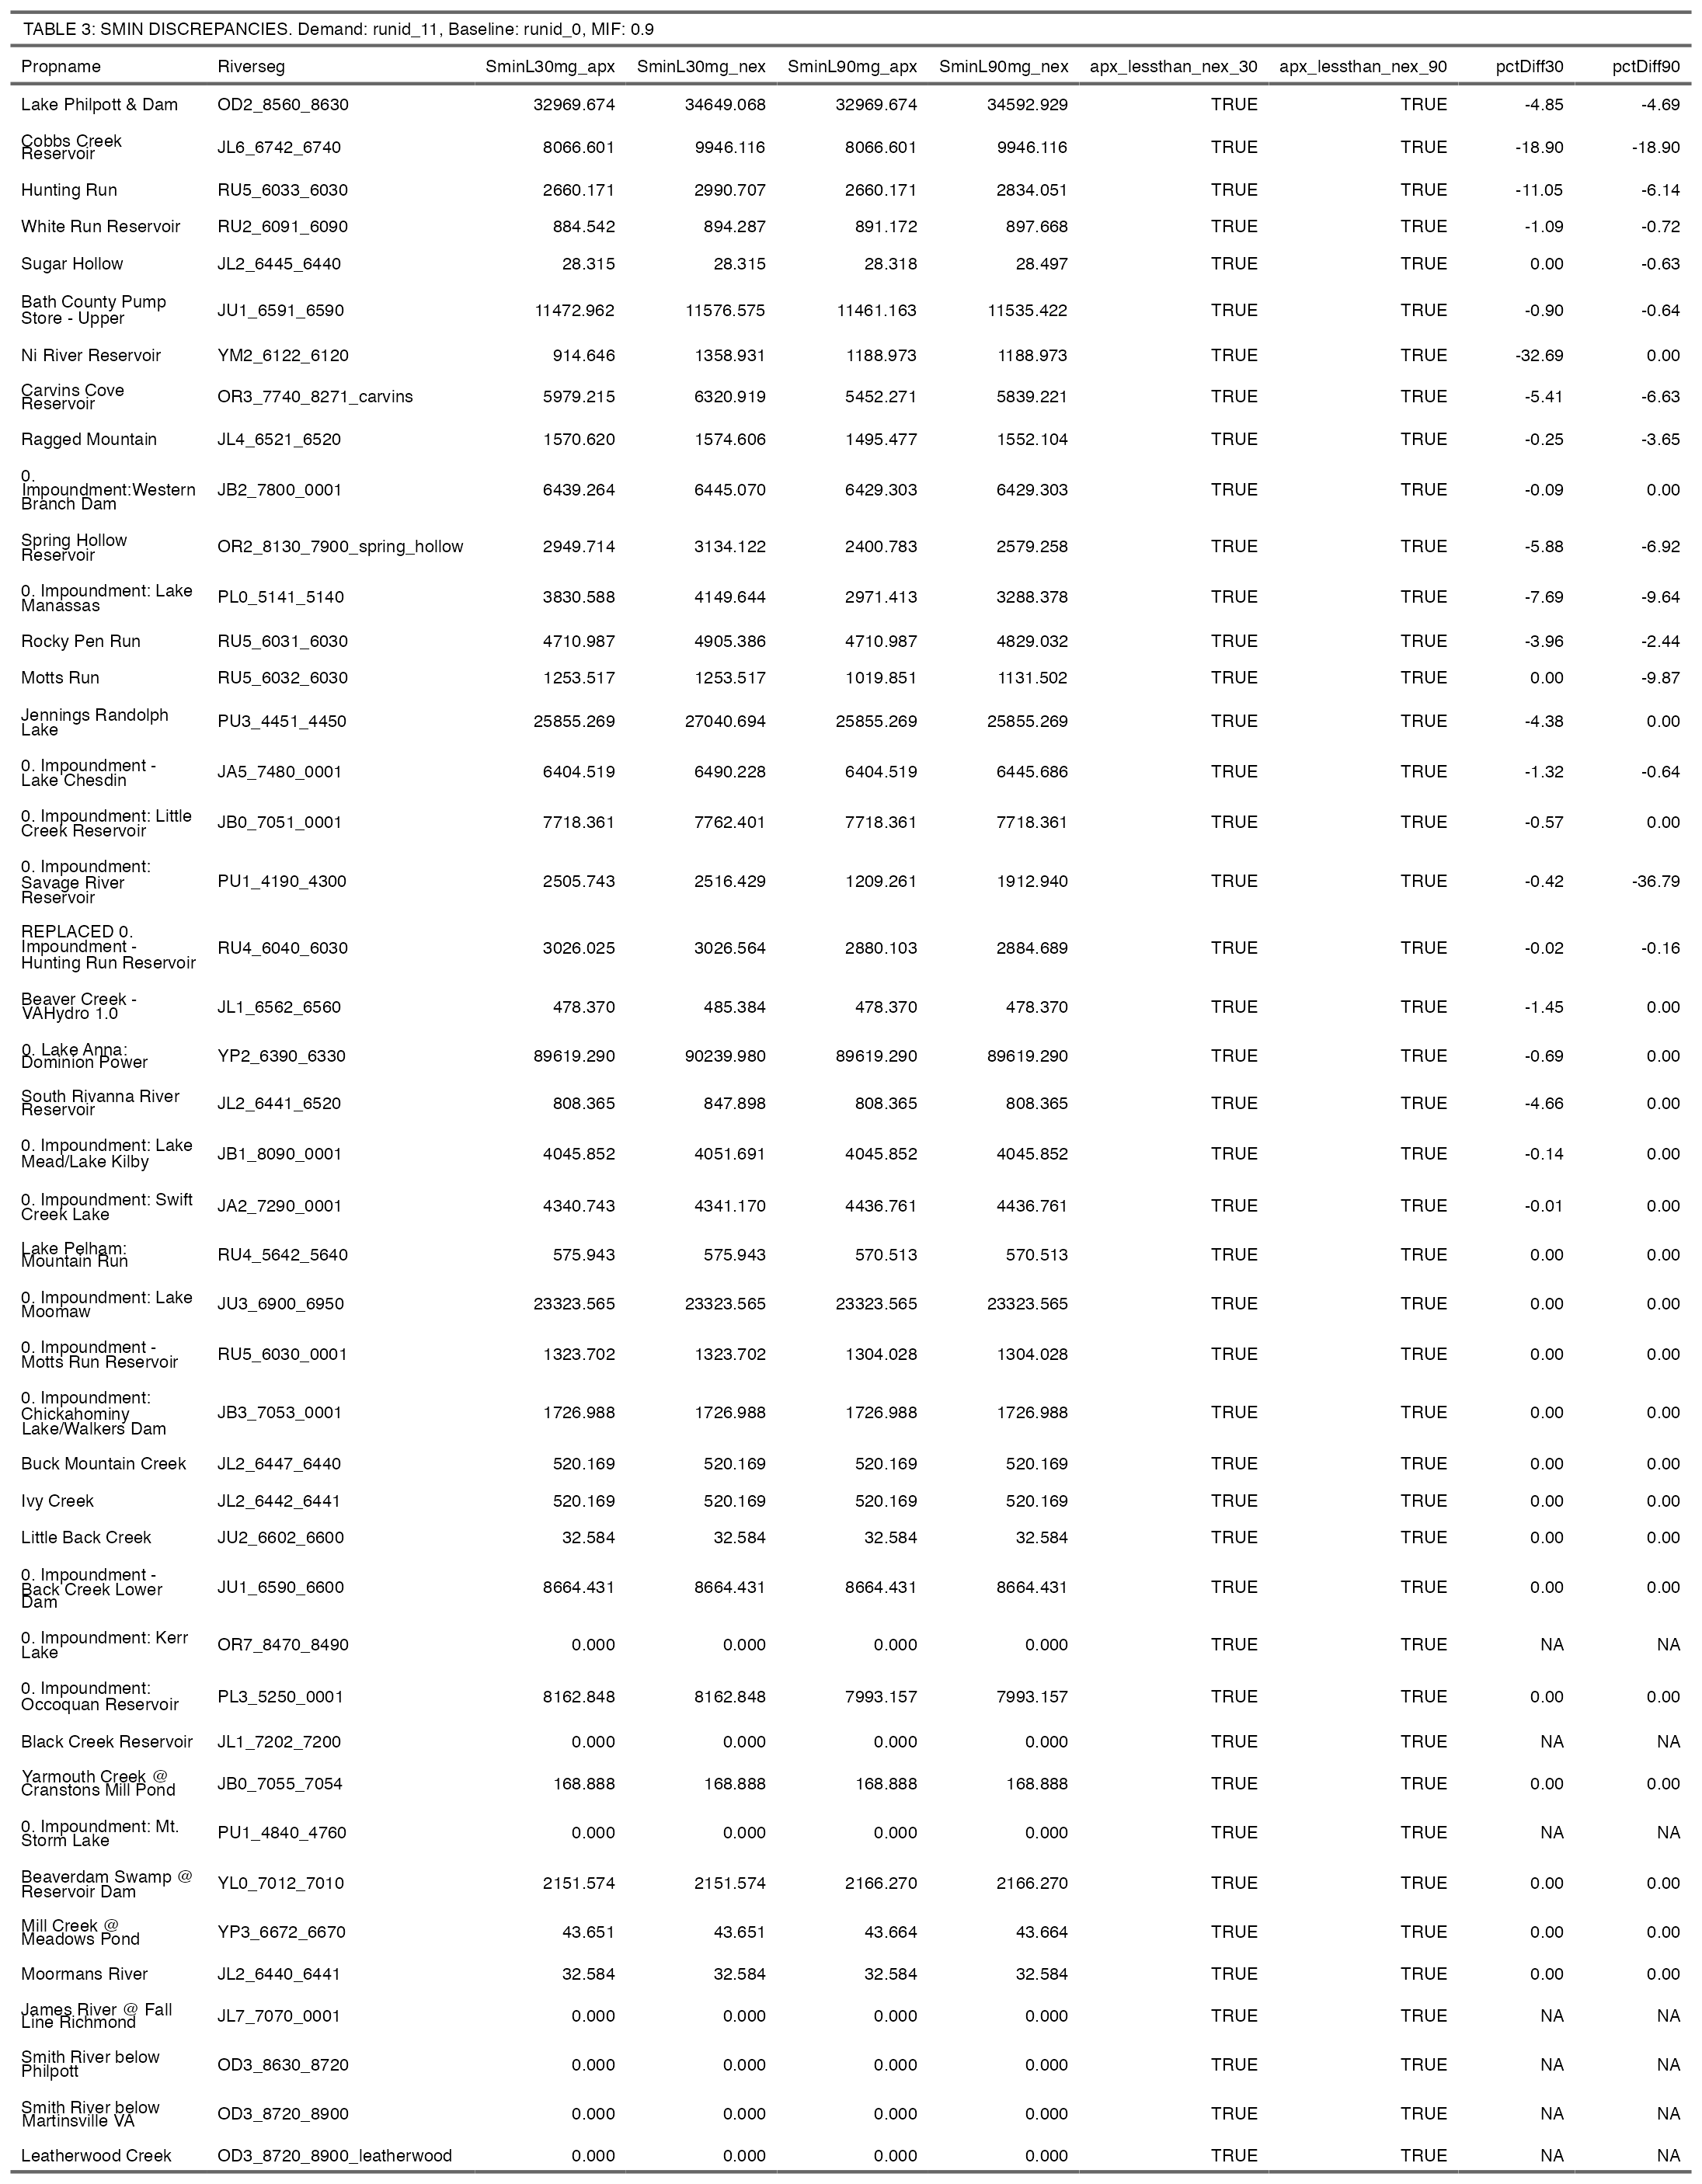 TABLE 3: SMIN DISCREPANCIES. Demand: runid_11, Baseline: runid_0, MIF: 0.9
Propname Riverseg SminL30mg_apx SminL30mg_nex SminL90mg_apx SminL90mg_nex apx_lessthan_nex_30 apx_lessthan_nex_90 pctDiff30 pctDiff90
Lake Philpott & Dam OD2_8560_8630 32969.674 34649.068 32969.674 34592.929 TRUE TRUE -4.85 -4.69
Cobbs Creek
Reservoir JL6_6742_6740 8066.601 9946.116 8066.601 9946.116 TRUE TRUE -18.90 -18.90
Hunting Run RU5_6033_6030 2660.171 2990.707 2660.171 2834.051 TRUE TRUE -11.05 -6.14
White Run Reservoir RU2_6091_6090 884.542 894.287 891.172 897.668 TRUE TRUE -1.09 -0.72
Sugar Hollow JL2_6445_6440 28.315 28.315 28.318 28.497 TRUE TRUE 0.00 -0.63
Bath County Pump
Store - Upper JU1_6591_6590 11472.962 11576.575 11461.163 11535.422 TRUE TRUE -0.90 -0.64
Ni River Reservoir YM2_6122_6120 914.646 1358.931 1188.973 1188.973 TRUE TRUE -32.69 0.00
Carvins Cove
Reservoir OR3_7740_8271_carvins 5979.215 6320.919 5452.271 5839.221 TRUE TRUE -5.41 -6.63
Ragged Mountain JL4_6521_6520 1570.620 1574.606 1495.477 1552.104 TRUE TRUE -0.25 -3.65
0.
Impoundment:Western JB2_7800_0001 6439.264 6445.070 6429.303 6429.303 TRUE TRUE -0.09 0.00
Branch Dam
Spring Hollow
Reservoir OR2_8130_7900_spring_hollow 2949.714 3134.122 2400.783 2579.258 TRUE TRUE -5.88 -6.92
0. Impoundment: Lake
Manassas PL0_5141_5140 3830.588 4149.644 2971.413 3288.378 TRUE TRUE -7.69 -9.64
Rocky Pen Run RU5_6031_6030 4710.987 4905.386 4710.987 4829.032 TRUE TRUE -3.96 -2.44
Motts Run RU5_6032_6030 1253.517 1253.517 1019.851 1131.502 TRUE TRUE 0.00 -9.87
Jennings Randolph
Lake PU3_4451_4450 25855.269 27040.694 25855.269 25855.269 TRUE TRUE -4.38 0.00
0. Impoundment -
Lake Chesdin JA5_7480_0001 6404.519 6490.228 6404.519 6445.686 TRUE TRUE -1.32 -0.64
0. Impoundment: Little
Creek Reservoir JB0_7051_0001 7718.361 7762.401 7718.361 7718.361 TRUE TRUE -0.57 0.00
0. Impoundment:
Savage River PU1_4190_4300 2505.743 2516.429 1209.261 1912.940 TRUE TRUE -0.42 -36.79
Reservoir
REPLACED 0.
Impoundment - RU4_6040_6030 3026.025 3026.564 2880.103 2884.689 TRUE TRUE -0.02 -0.16
Hunting Run Reservoir
Beaver Creek -
VAHydro 1.0 JL1_6562_6560 478.370 485.384 478.370 478.370 TRUE TRUE -1.45 0.00
0. Lake Anna:
Dominion Power YP2_6390_6330 89619.290 90239.980 89619.290 89619.290 TRUE TRUE -0.69 0.00
South Rivanna River
Reservoir JL2_6441_6520 808.365 847.898 808.365 808.365 TRUE TRUE -4.66 0.00
0. Impoundment: Lake
Mead/Lake Kilby JB1_8090_0001 4045.852 4051.691 4045.852 4045.852 TRUE TRUE -0.14 0.00
0. Impoundment: Swift
Creek Lake JA2_7290_0001 4340.743 4341.170 4436.761 4436.761 TRUE TRUE -0.01 0.00
Lake Pelham:
Mountain Run RU4_5642_5640 575.943 575.943 570.513 570.513 TRUE TRUE 0.00 0.00
0. Impoundment: Lake
Moomaw JU3_6900_6950 23323.565 23323.565 23323.565 23323.565 TRUE TRUE 0.00 0.00
0. Impoundment -
Motts Run Reservoir RU5_6030_0001 1323.702 1323.702 1304.028 1304.028 TRUE TRUE 0.00 0.00
0. Impoundment:
Chickahominy JB3_7053_0001 1726.988 1726.988 1726.988 1726.988 TRUE TRUE 0.00 0.00
Lake/Walkers Dam
Buck Mountain Creek JL2_6447_6440 520.169 520.169 520.169 520.169 TRUE TRUE 0.00 0.00
Ivy Creek JL2_6442_6441 520.169 520.169 520.169 520.169 TRUE TRUE 0.00 0.00
Little Back Creek JU2_6602_6600 32.584 32.584 32.584 32.584 TRUE TRUE 0.00 0.00
0. Impoundment -
Back Creek Lower JU1_6590_6600 8664.431 8664.431 8664.431 8664.431 TRUE TRUE 0.00 0.00
Dam
0. Impoundment: Kerr
Lake OR7_8470_8490 0.000 0.000 0.000 0.000 TRUE TRUE NA NA
0. Impoundment:
Occoquan Reservoir PL3_5250_0001 8162.848 8162.848 7993.157 7993.157 TRUE TRUE 0.00 0.00
Black Creek Reservoir JL1_7202_7200 0.000 0.000 0.000 0.000 TRUE TRUE NA NA
Yarmouth Creek @
Cranstons Mill Pond JB0_7055_7054 168.888 168.888 168.888 168.888 TRUE TRUE 0.00 0.00
0. Impoundment: Mt.
Storm Lake PU1_4840_4760 0.000 0.000 0.000 0.000 TRUE TRUE NA NA
Beaverdam Swamp @
Reservoir Dam YL0_7012_7010 2151.574 2151.574 2166.270 2166.270 TRUE TRUE 0.00 0.00
Mill Creek @
Meadows Pond YP3_6672_6670 43.651 43.651 43.664 43.664 TRUE TRUE 0.00 0.00
Moormans River JL2_6440_6441 32.584 32.584 32.584 32.584 TRUE TRUE 0.00 0.00
James River @ Fall
Line Richmond JL7_7070_0001 0.000 0.000 0.000 0.000 TRUE TRUE NA NA
Smith River below
Philpott OD3_8630_8720 0.000 0.000 0.000 0.000 TRUE TRUE NA NA
Smith River below
Martinsville VA OD3_8720_8900 0.000 0.000 0.000 0.000 TRUE TRUE NA NA
Leatherwood Creek OD3_8720_8900_leatherwood 0.000 0.000 0.000 0.000 TRUE TRUE NA NA